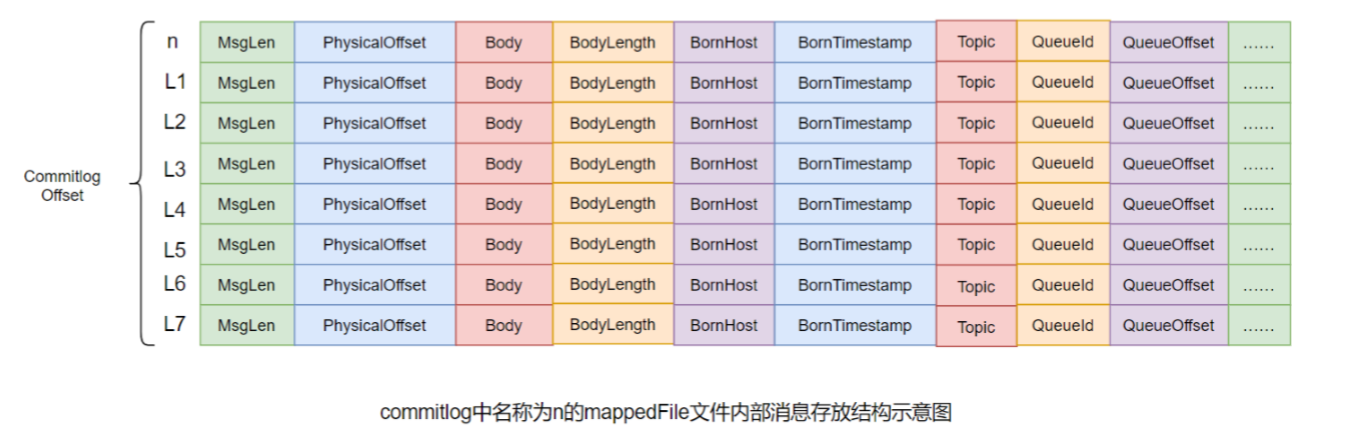 n MsgLen PhysicalOffset Body BodyLength BornHost BornTimestamp Topic QueueId QueueOffset ……
L1 MsgLen PhysicalOffset Body BodyLength BornHost BornTimestamp Topic QueueId QueueOffset ……
L2 MsgLen PhysicalOffset Body BodyLength BornHost BornTimestamp Topic QueueId QueueOffset ……
L3 MsgLen PhysicalOffset Body BodyLength BornHost BornTimestamp Topic QueueId QueueOffset ……
Commitlog
Offset
L4 MsgLen PhysicalOffset Body BodyLength BornHost BornTimestamp Topic QueueId QueueOffset ……
L5 MsgLen PhysicalOffset Body BodyLength BornHost BornTimestamp Topic QueueId QueueOffset ……
L6 MsgLen PhysicalOffset Body BodyLength BornHost BornTimestamp Topic QueueId QueueOffset ……
L7 MsgLen PhysicalOffset Body BodyLength BornHost BornTimestamp Topic QueueId QueueOffset ……
commitlog中名称为n的mappedFile文件内部消息存放结构示意图